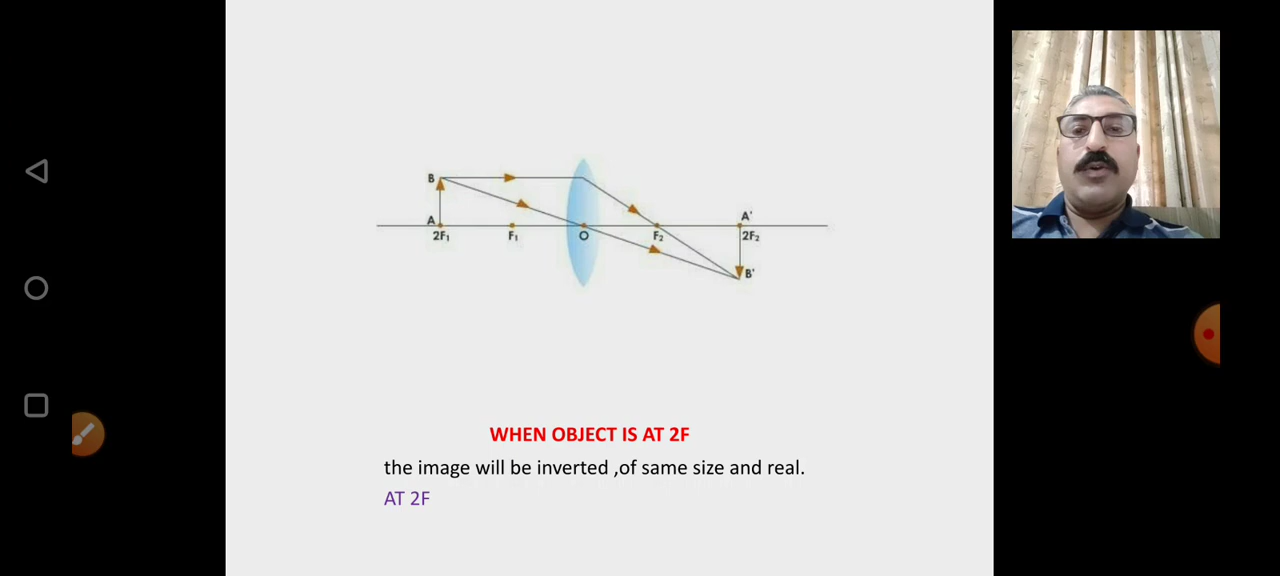 B
A
A'
2F₁
F₁
O
F₂
2F₂
B'
WHEN OBJECT IS AT 2F
the image will be inverted ,of same size and real.
AT 2F